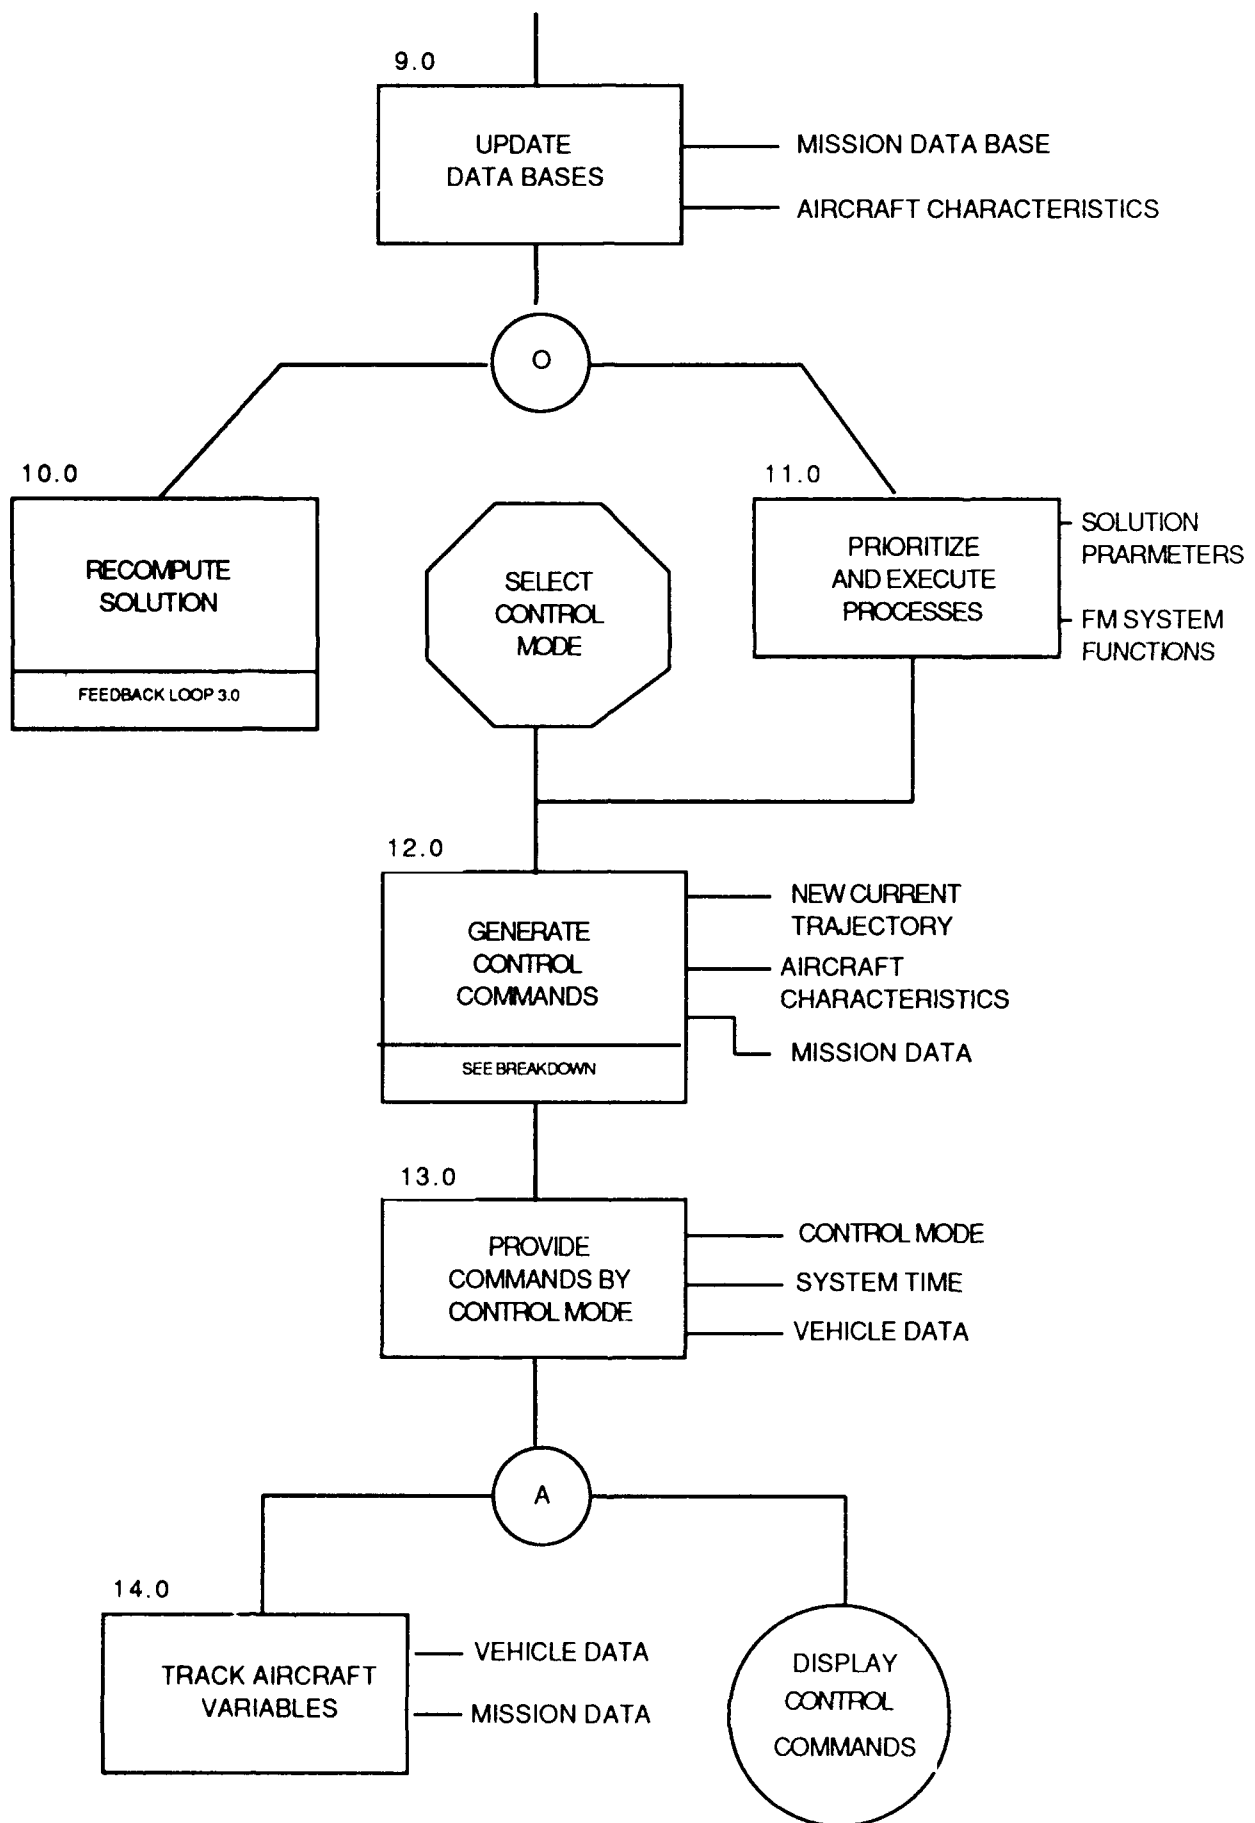 9.0
UPDATE
DATA BASES
MISSION DATA BASE
AIRCRAFT CHARACTERISTICS
O
10.0
RECOMPUTE
SOLUTION
FEEDBACK LOOP 3.0
SELECT
CONTROL
MODE
11.0
PRIORITIZE
AND EXECUTE
PROCESSES
SOLUTION
PRARMETERS
FM SYSTEM
FUNCTIONS
12.0
GENERATE
CONTROL
COMMANDS
SEE BREAKDOWN
NEW CURRENT
TRAJECTORY
AIRCRAFT
CHARACTERISTICS
MISSION DATA
13.0
PROVIDE
COMMANDS BY
CONTROL MODE
CONTROL MODE
SYSTEM TIME
VEHICLE DATA
A
14.0
TRACK AIRCRAFT
VARIABLES
VEHICLE DATA
MISSION DATA
DISPLAY
CONTROL
COMMANDS